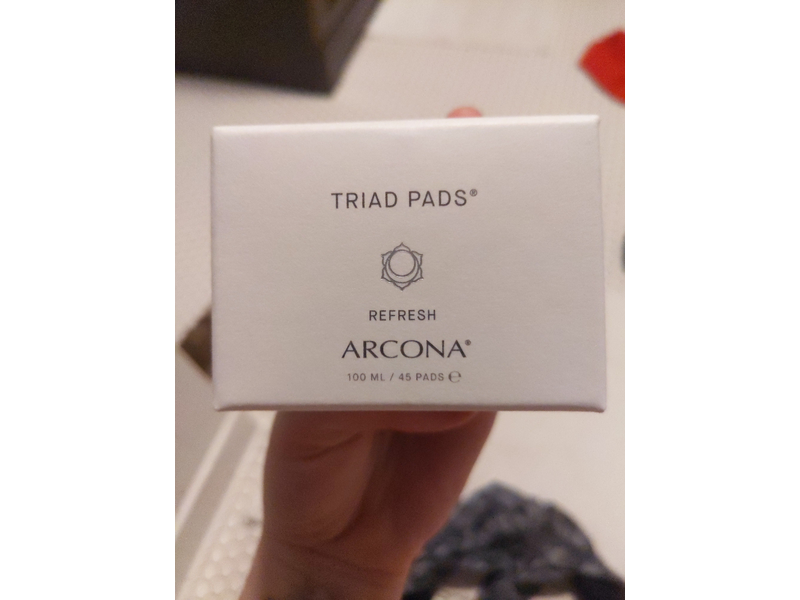 TRIAD PADS®
REFRESH
ARCONA®
100 ML / 45 PADS ℮